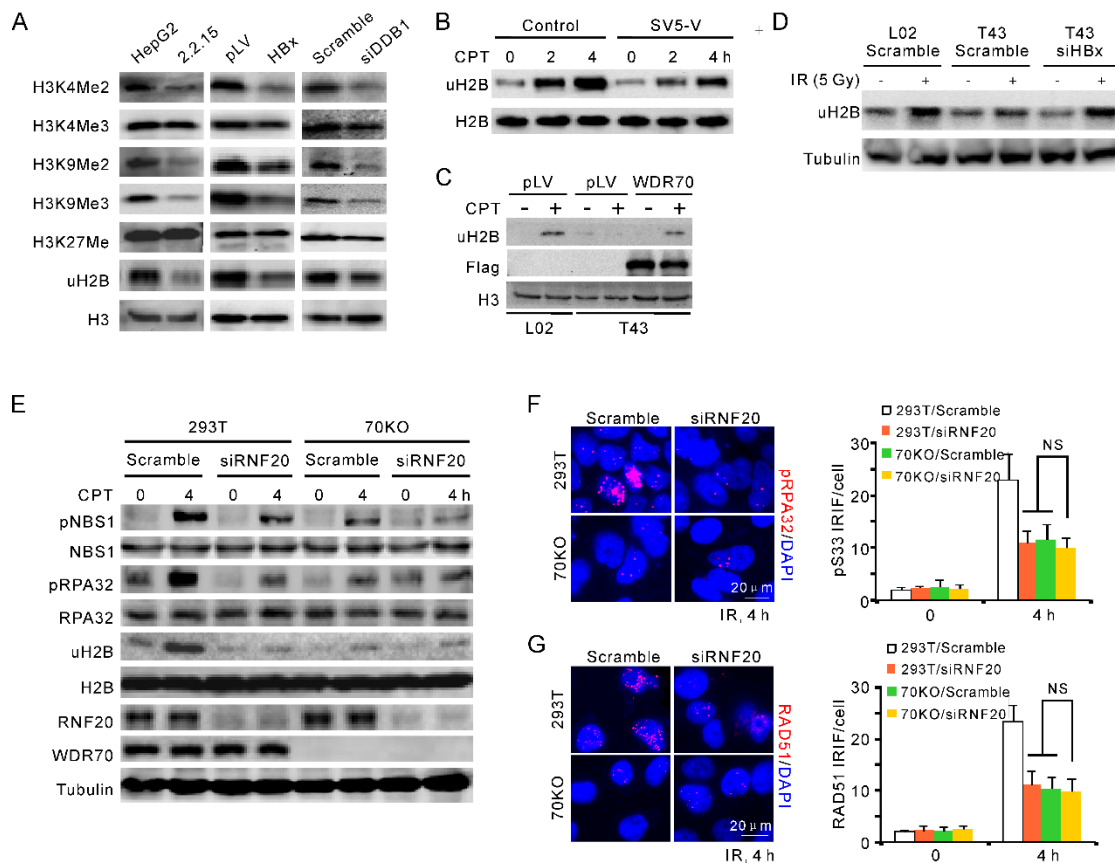 A
HepG2 2.2.15 pLV HBx Scramble siDDB1
H3K4Me2
H3K4Me3
H3K9Me2
H3K9Me3
H3K27Me
uH2B
H3
B
Control SV5-V
CPT 0 2 4 0 2 4 h
uH2B
H2B
+
C
pLV pLV WDR70
CPT - + - + - +
uH2B
Flag
H3
L02 T43
D
L02 T43 T43
Scramble Scramble siHBx
IR (5 Gy) - + - + - +
uH2B
Tubulin
E
293T 70KO
Scramble siRNF20 Scramble siRNF20
CPT 0 4 0 4 0 4 0 4 h
pNBS1
NBS1
pRPA32
RPA32
uH2B
H2B
RNF20
WDR70
Tubulin
F
Scramble siRNF20
293T
70KO
pRPA32/DAPI
20 μm
IR, 4 h
293T/Scramble
293T/siRNF20
70KO/Scramble
70KO/siRNF20
NS
pS33 IRIF/cell
30
20
10
0
0 4 h
G
Scramble siRNF20
293T
70KO
RAD51/DAPI
20 μm
IR, 4 h
293T/Scramble
293T/siRNF20
70KO/Scramble
70KO/siRNF20
NS
RAD51 IRIF/cell
30
20
10
0
0 4 h